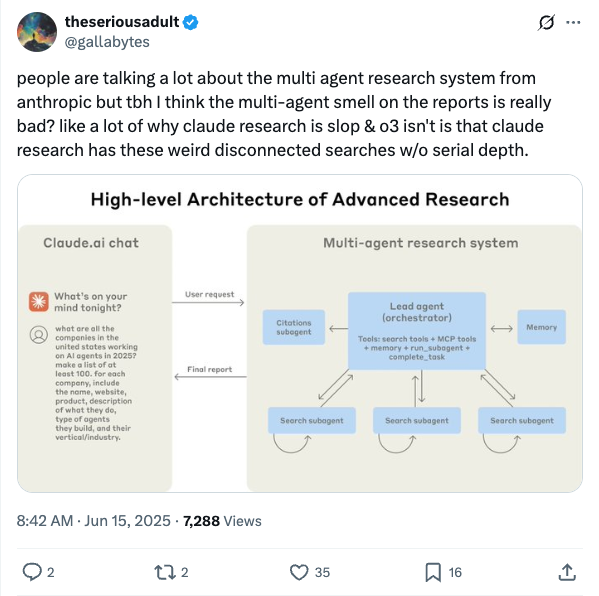 theseriousadult
@gallabytes
people are talking a lot about the multi agent research system from
anthropic but tbh I think the multi-agent smell on the reports is really
bad? like a lot of why claude research is slop & o3 isn't is that claude
research has these weird disconnected searches w/o serial depth.
High-level Architecture of Advanced Research
Claude.ai chat
What's on your
mind tonight?
what are all the
companies in the
united states working
on AI agents in 2025?
make a list of at
least 100. for each
company, include
the name, website,
product, description
of what they do,
type of agents
they build, and their
vertical/industry.
User request
Final report
Multi-agent research system
Citations
subagent
Lead agent
(orchestrator)
Tools: search tools + MCP tools
+ memory + run_subagent +
complete_task
Memory
Search subagent
Search subagent
Search subagent
8:42 AM · Jun 15, 2025 · 7,288 Views
2
2
35
16